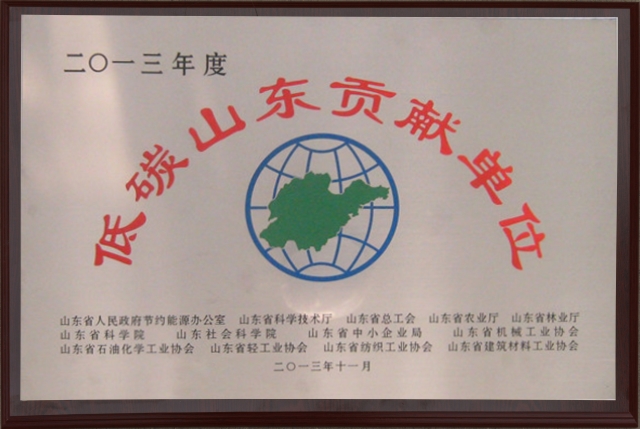 二〇一三年度
低碳山东贡献单位
山东省人民政府节约能源办公室 山东省科学技术厅 山东省总工会 山东省农业厅 山东省林业厅
山东省科学院 山东社会科学院 山东省中小企业局 山东省机械工业协会
山东省石油化学工业协会 山东省轻工业协会 山东省纺织工业协会 山东省建筑材料工业协会
二〇一三年十一月